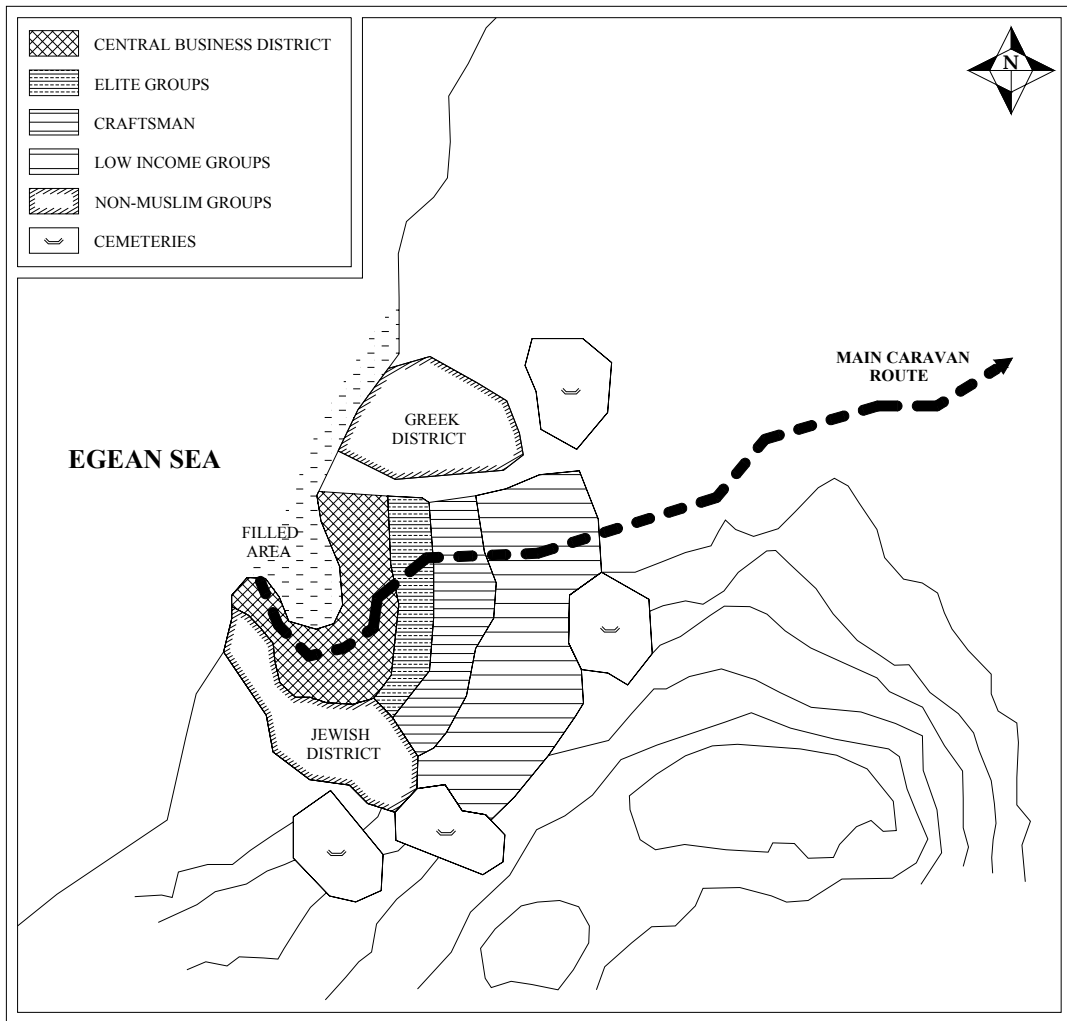 CENTRAL BUSINESS DISTRICT
ELITE GROUPS
CRAFTSMAN
LOW INCOME GROUPS
NON-MUSLIM GROUPS
CEMETERIES
N
MAIN CARAVAN
ROUTE
GREEK
DISTRICT
EGEAN SEA
FILLED
AREA
JEWISH
DISTRICT